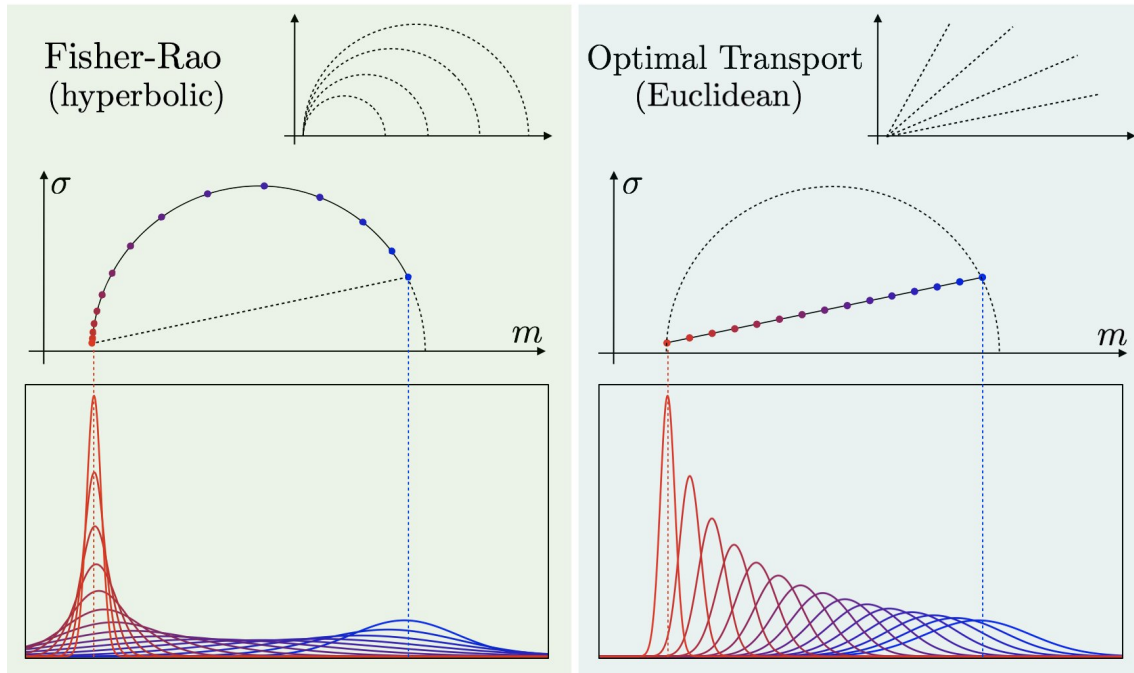 Fisher-Rao
(hyperbolic)
σ
m
Optimal Transport
(Euclidean)
σ
m